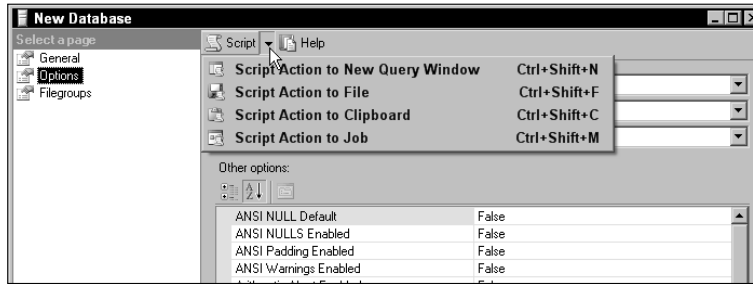 New Database
Select a page
General
Options
Filegroups
Script Help
Script Action to New Query Window Ctrl+Shift+N
Script Action to File Ctrl+Shift+F
Script Action to Clipboard Ctrl+Shift+C
Script Action to Job Ctrl+Shift+M
Other options:
ANSI NULL Default False
ANSI NULLS Enabled False
ANSI Padding Enabled False
ANSI Warnings Enabled False